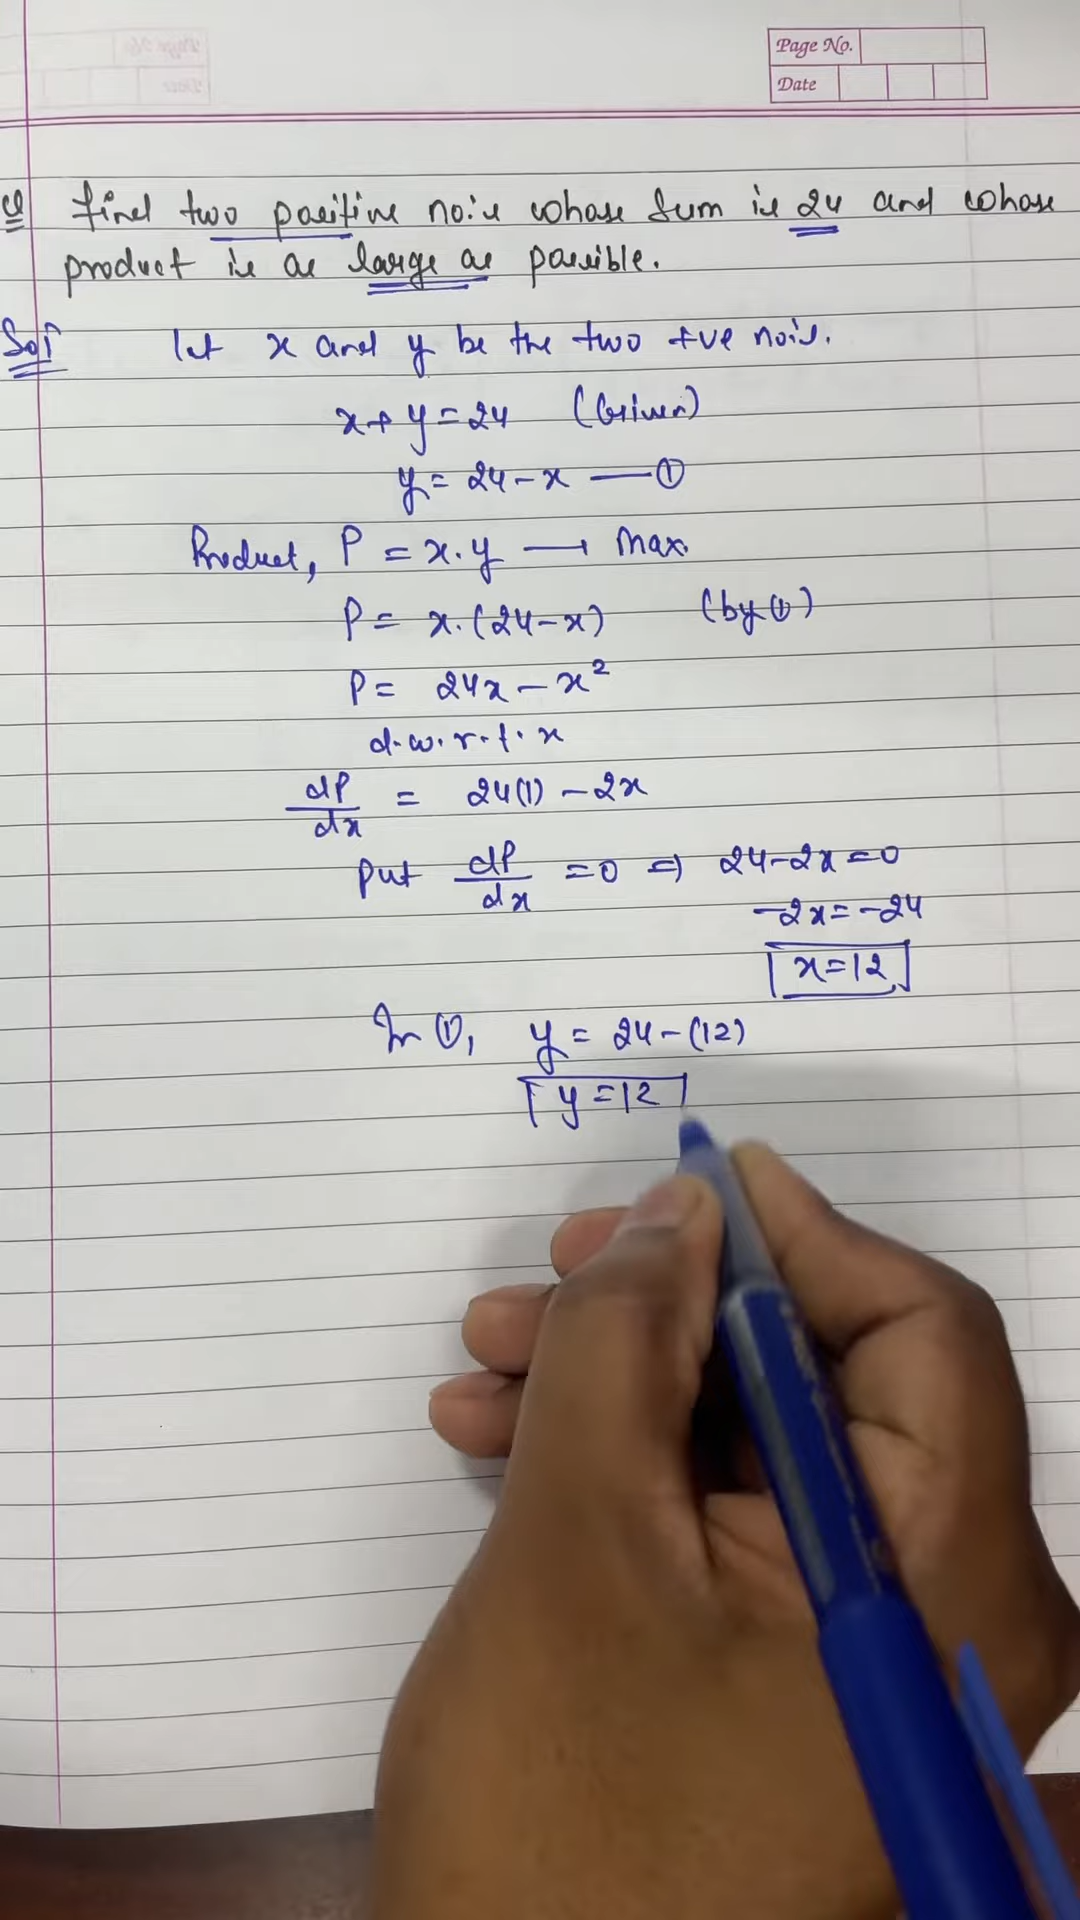 Page No.
Date
Q Find two positive no.'s whose sum is 24 and whose
product is as large as possible.
Sol^n let x and y be the two +ve no.'s.
x + y = 24 (Given)
y = 24 - x — ①
Product, P = x.y → Max.
P = x.(24-x) (by ①)
P = 24x - x²
d.w.r.t. x
dP/dx = 24(1) - 2x
Put dP/dx = 0 ⇒ 24-2x=0
-2x = -24
x=12
In ①, y = 24-(12)
y = 12